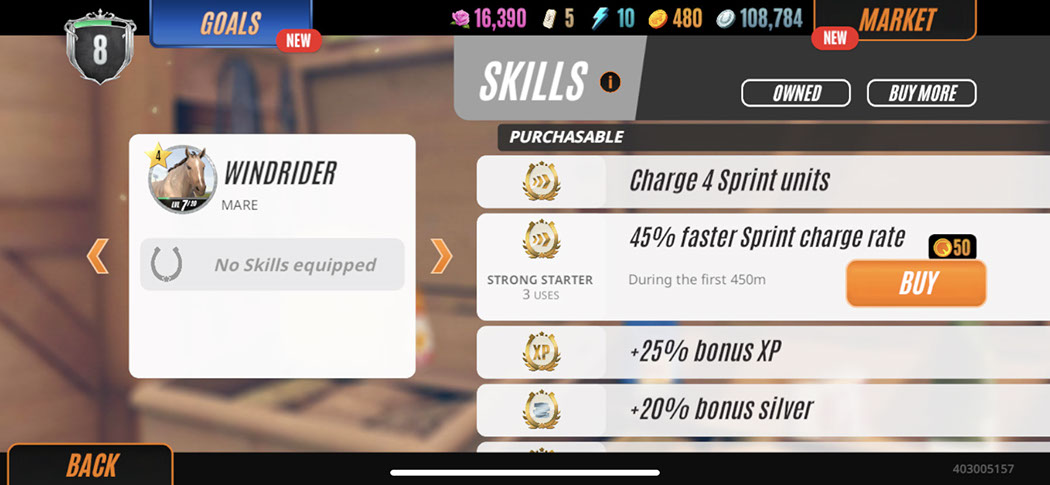 8
GOALS
NEW
16,390
5
10
480
108,784
MARKET
NEW
SKILLS
i
OWNED
BUY MORE
PURCHASABLE
4
WINDRIDER
LVL 7/20
MARE
No Skills equipped
Charge 4 Sprint units
45% faster Sprint charge rate
50
STRONG STARTER
3 USES
During the first 450m
BUY
XP
+25% bonus XP
+20% bonus silver
BACK
403005157